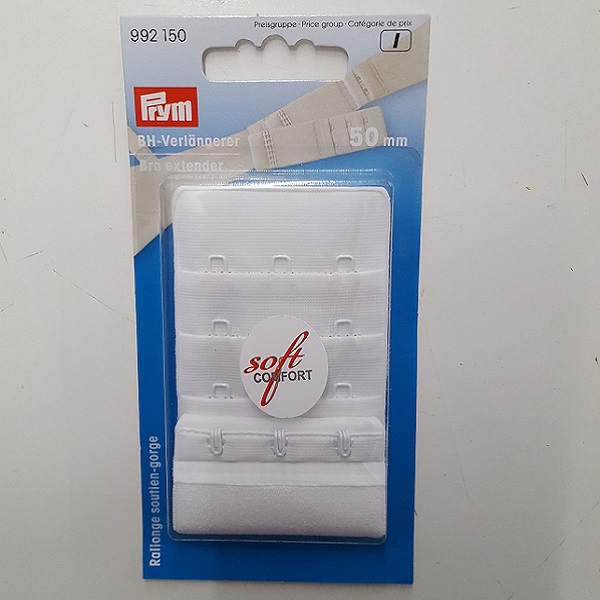 992 150
Preisgruppe · Price group · Catégorie de prix
I
Prym
BH-Verlängerer
50 mm
Bra extender
soft
COMFORT
Rallonge soutien-gorge